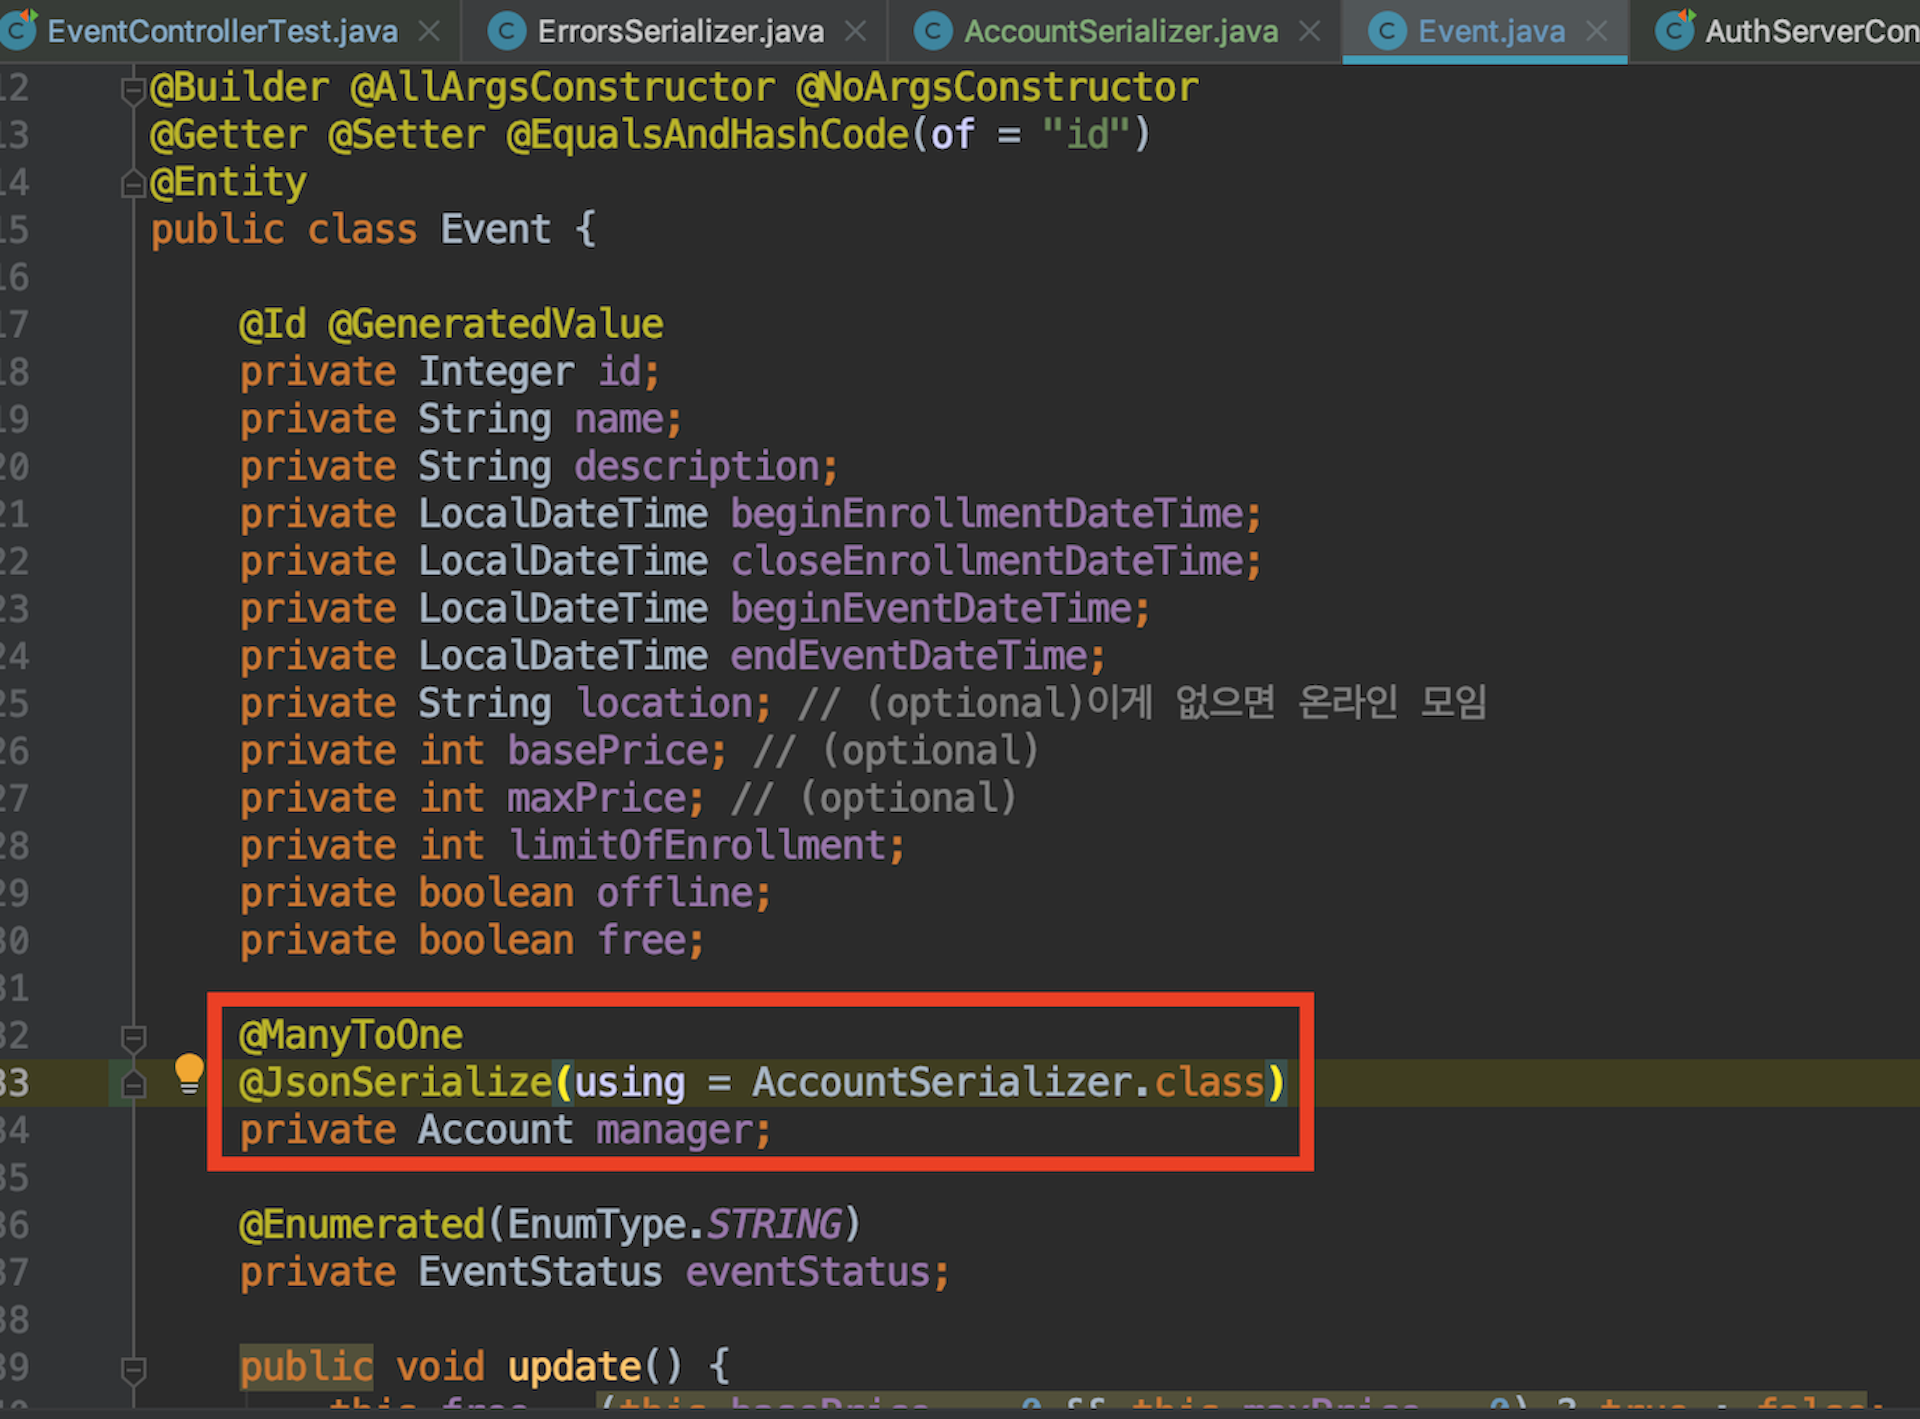 EventControllerTest.java ErrorsSerializer.java AccountSerializer.java Event.java AuthServerCon
12 @Builder @AllArgsConstructor @NoArgsConstructor
13 @Getter @Setter @EqualsAndHashCode(of = "id")
14 @Entity
15 public class Event {
16
17 @Id @GeneratedValue
18 private Integer id;
19 private String name;
20 private String description;
21 private LocalDateTime beginEnrollmentDateTime;
22 private LocalDateTime closeEnrollmentDateTime;
23 private LocalDateTime beginEventDateTime;
24 private LocalDateTime endEventDateTime;
25 private String location; // (optional)이게 없으면 온라인 모임
26 private int basePrice; // (optional)
27 private int maxPrice; // (optional)
28 private int limitOfEnrollment;
29 private boolean offline;
30 private boolean free;
31
32 @ManyToOne
33 @JsonSerialize(using = AccountSerializer.class)
34 private Account manager;
35
36 @Enumerated(EnumType.STRING)
37 private EventStatus eventStatus;
38
39 public void update() {